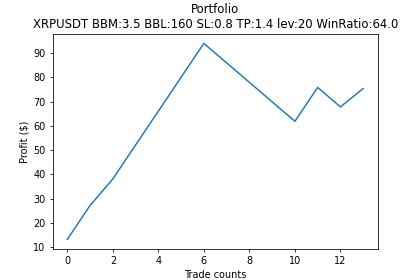 Portfolio
XRPUSDT BBM:3.5 BBL:160 SL:0.8 TP:1.4 lev:20 WinRatio:64.0
90
80
70
60
50
40
30
20
10
Profit ($)
0 2 4 6 8 10 12
Trade counts